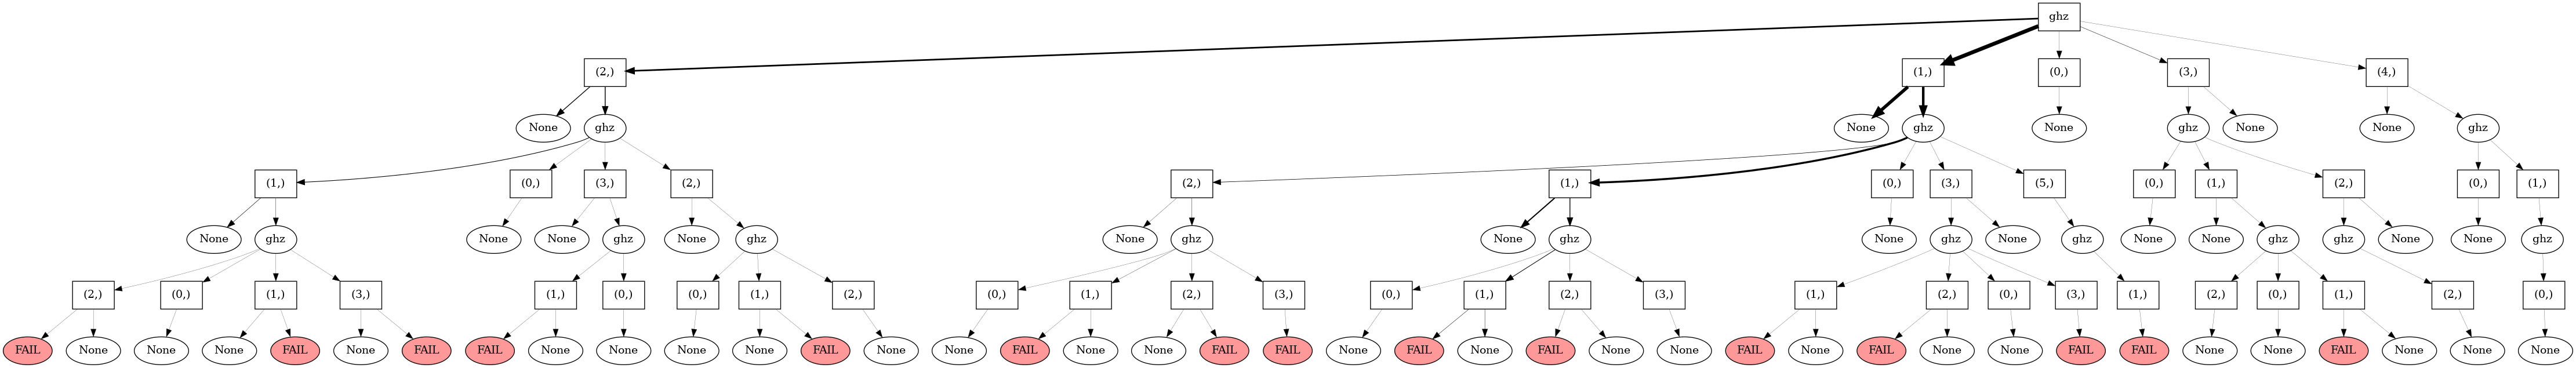 ghz
(2,) (1,) (0,) (3,) (4,)
None ghz None ghz None ghz None None ghz
(1,) (0,) (3,) (2,) (2,) (1,) (0,) (3,) (5,) (0,) (1,) (2,) (0,) (1,)
None ghz None None ghz None ghz None ghz None ghz None ghz None ghz None None ghz ghz None None ghz
(2,) (0,) (1,) (3,) (1,) (0,) (0,) (1,) (2,) (0,) (1,) (2,) (3,) (0,) (1,) (2,) (3,) (1,) (2,) (0,) (3,) (1,) (2,) (0,) (1,) (2,) (0,)
FAIL None None None FAIL None FAIL FAIL None None None None FAIL None None FAIL None None FAIL FAIL None FAIL None FAIL None None FAIL None FAIL None None FAIL FAIL None None FAIL None None None